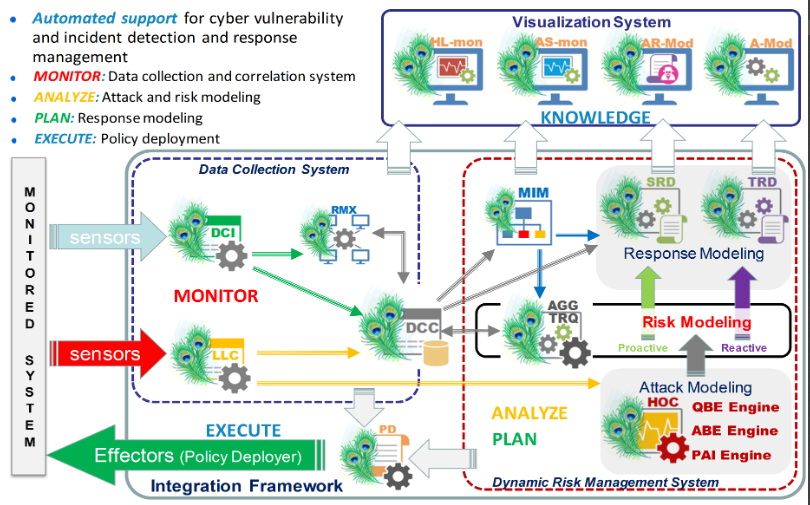 Automated support for cyber vulnerability
and incident detection and response
management
MONITOR: Data collection and correlation system
ANALYZE: Attack and risk modeling
PLAN: Response modeling
EXECUTE: Policy deployment
Visualization System
HL-mon
AS-mon
AR-Mod
A-Mod
KNOWLEDGE
MONITORED SYSTEM
Data Collection System
sensors
DCI
RMX
MIM
SRD
TRD
Response Modeling
MONITOR
DCC
AGG
TRQ
Risk Modeling
Proactive
Reactive
sensors
LLC
Attack Modeling
HOC
QBE Engine
ABE Engine
PAI Engine
ANALYZE
PLAN
EXECUTE
PD
Effectors (Policy Deployer)
Integration Framework
Dynamic Risk Management System